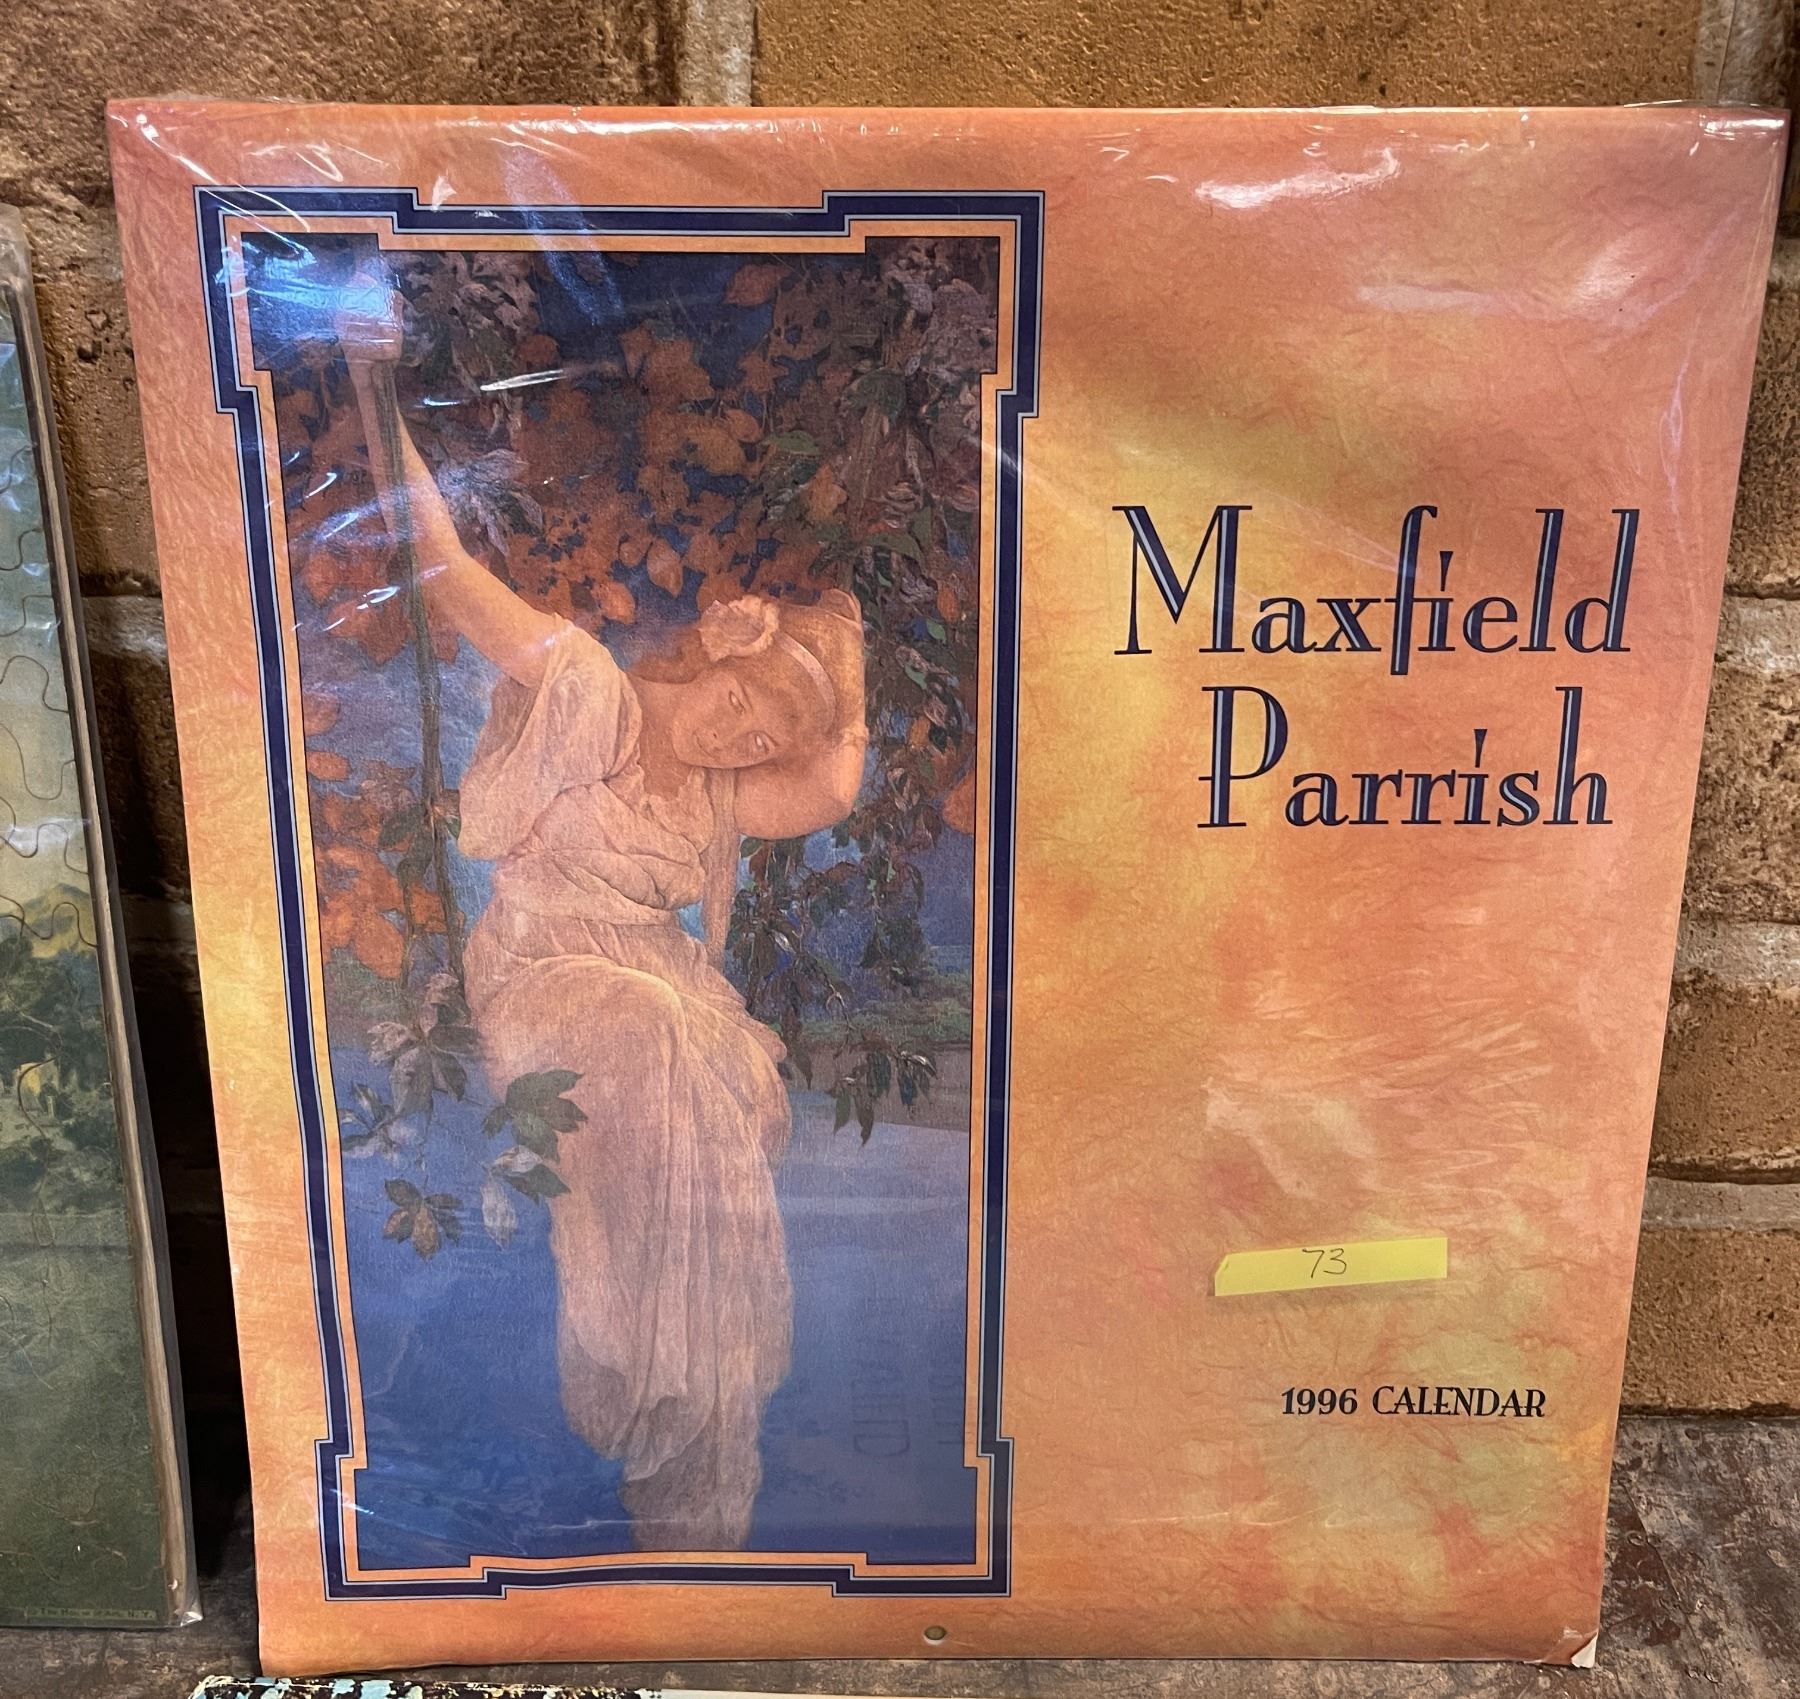 Maxfield
Parrish
73
1996 CALENDAR